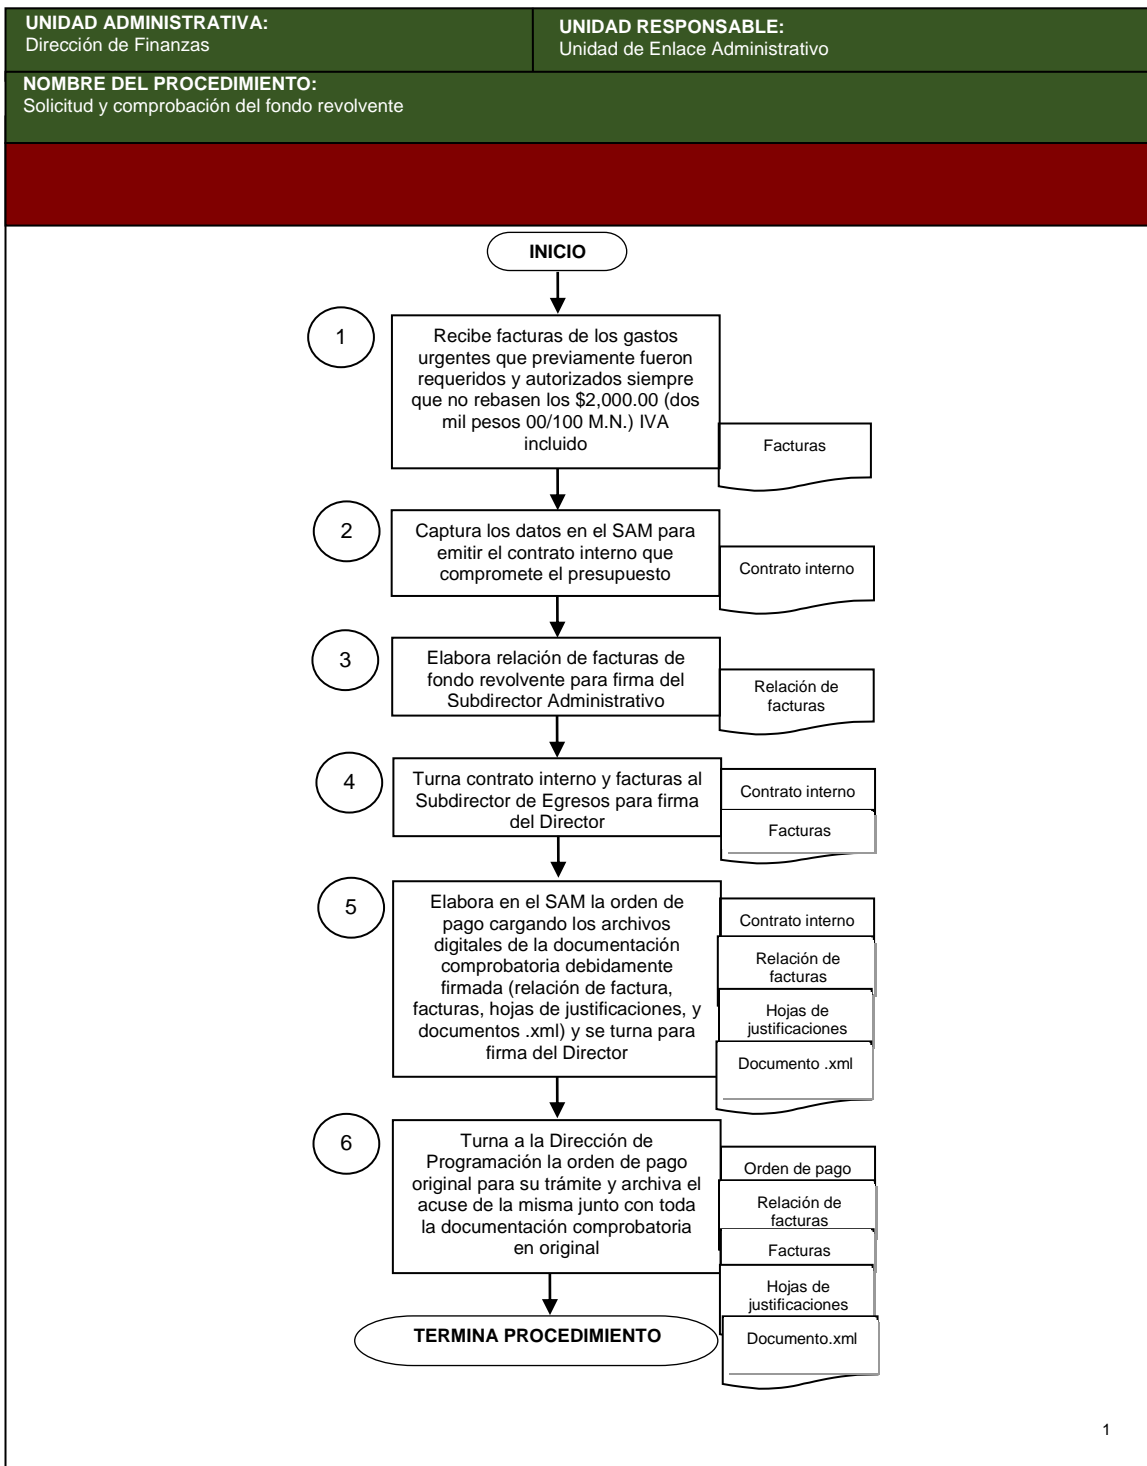 UNIDAD ADMINISTRATIVA:
Dirección de Finanzas
UNIDAD RESPONSABLE:
Unidad de Enlace Administrativo
NOMBRE DEL PROCEDIMIENTO:
Solicitud y comprobación del fondo revolvente
INICIO
1
Recibe facturas de los gastos
urgentes que previamente fueron
requeridos y autorizados siempre
que no rebasen los $2,000.00 (dos
mil pesos 00/100 M.N.) IVA
incluido
Facturas
2
Captura los datos en el SAM para
emitir el contrato interno que
compromete el presupuesto
Contrato interno
3
Elabora relación de facturas de
fondo revolvente para firma del
Subdirector Administrativo
Relación de
facturas
4
Turna contrato interno y facturas al
Subdirector de Egresos para firma
del Director
Contrato interno
Facturas
5
Elabora en el SAM la orden de
pago cargando los archivos
digitales de la documentación
comprobatoria debidamente
firmada (relación de factura,
facturas, hojas de justificaciones, y
documentos .xml) y se turna para
firma del Director
Contrato interno
Relación de
facturas
Hojas de
justificaciones
Documento .xml
6
Turna a la Dirección de
Programación la orden de pago
original para su trámite y archiva el
acuse de la misma junto con toda
la documentación comprobatoria
en original
Orden de pago
Relación de
facturas
Facturas
Hojas de
justificaciones
Documento.xml
TERMINA PROCEDIMIENTO
1